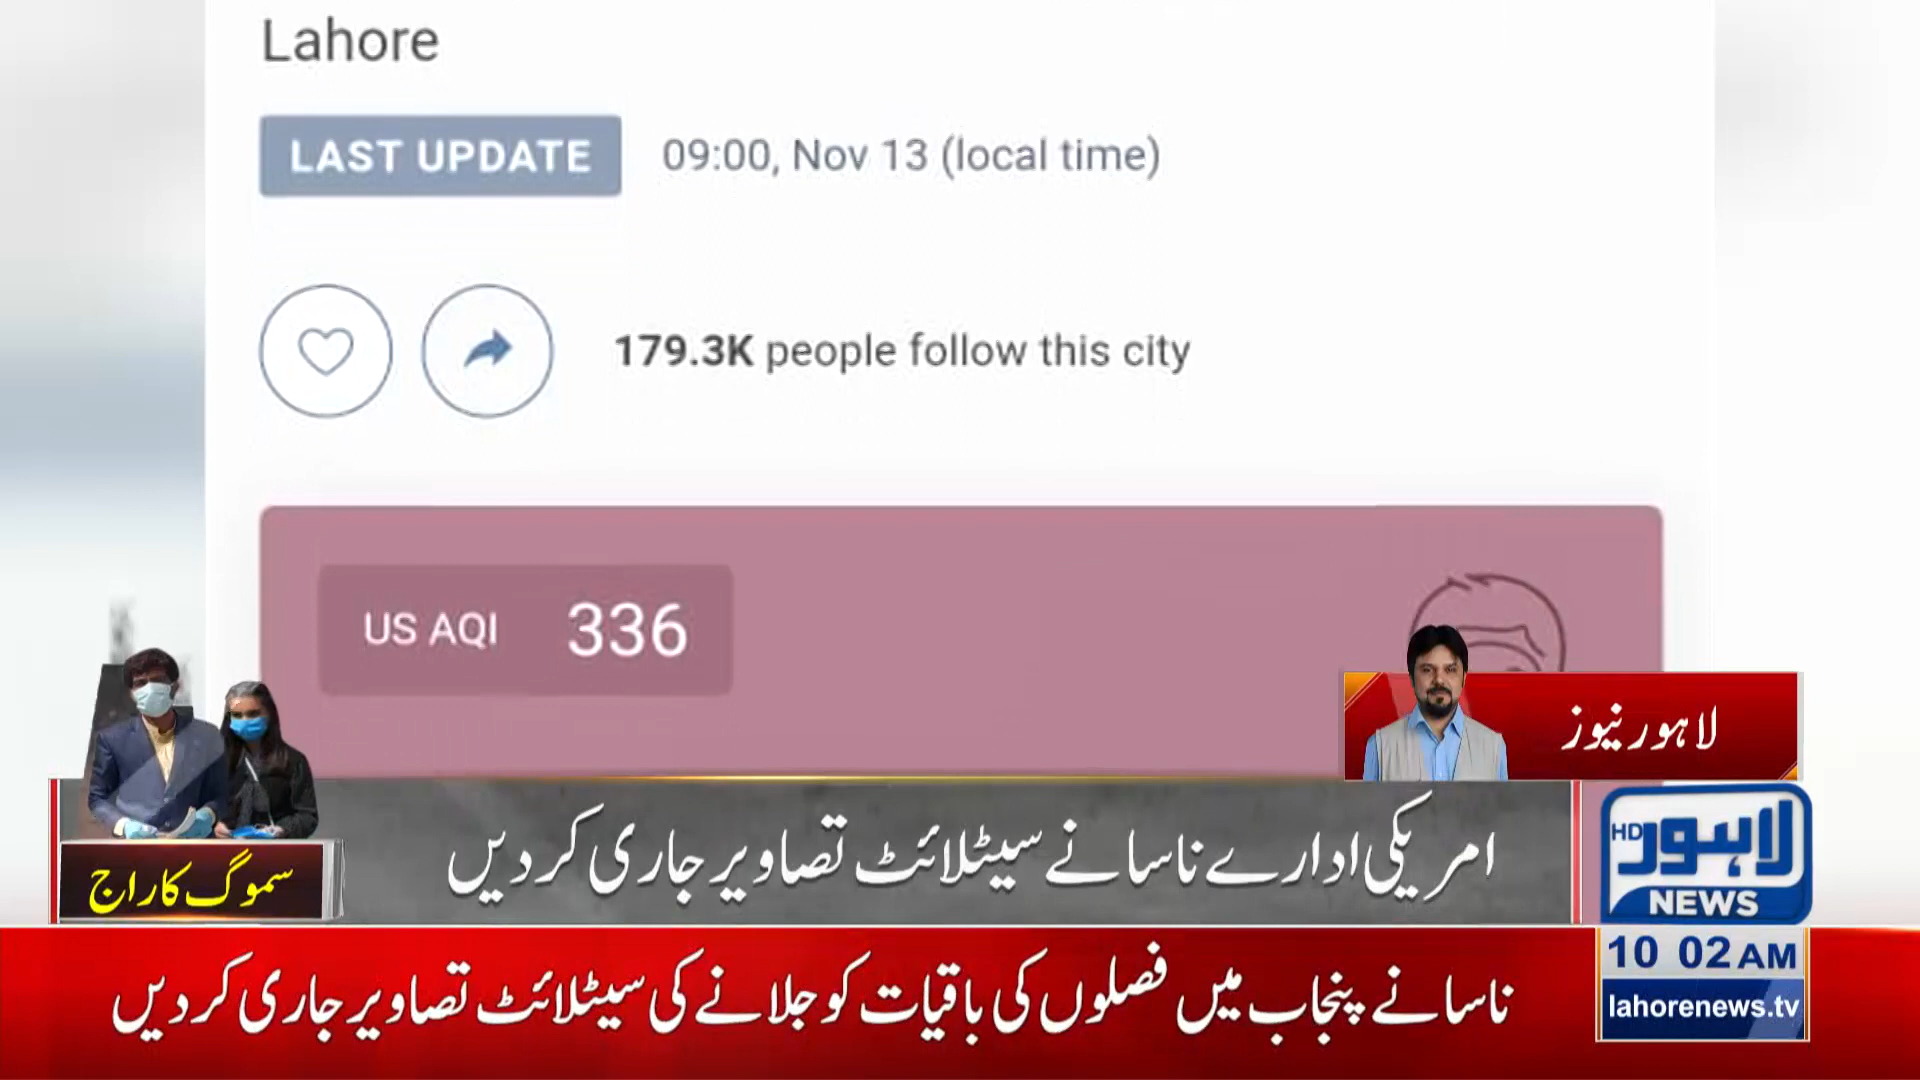 Lahore
LAST UPDATE 09:00, Nov 13 (local time)
179.3K people follow this city
US AQI 336
لاہور نیوز
امریکی ادارے ناسا نے سیٹلائٹ تصاویر جاری کر دیں
سموگ کا راج
لاہور HD
NEWS
10 02 AM
lahorenews.tv
ناسا نے پنجاب میں فصلوں کی باقیات کو جلانے کی سیٹلائٹ تصاویر جاری کر دیں